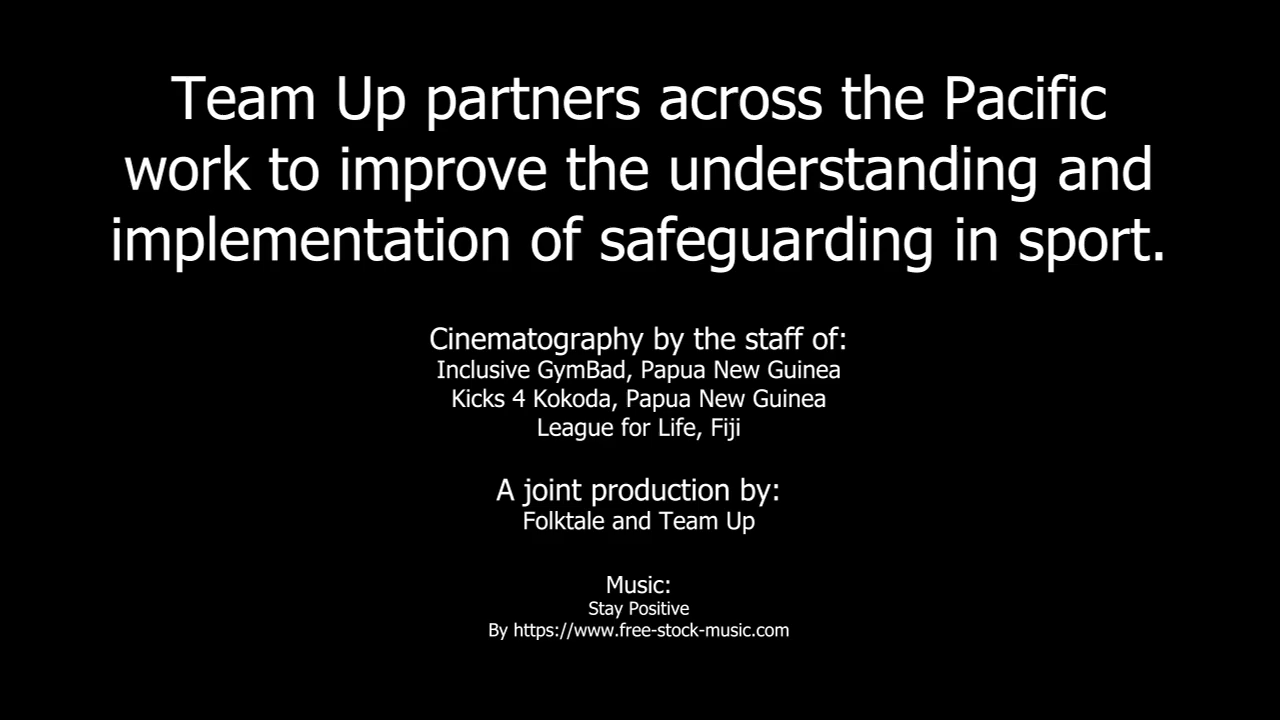 Team Up partners across the Pacific
work to improve the understanding and
implementation of safeguarding in sport.
Cinematography by the staff of:
Inclusive GymBad, Papua New Guinea
Kicks 4 Kokoda, Papua New Guinea
League for Life, Fiji
A joint production by:
Folktale and Team Up
Music:
Stay Positive
By https://www.free-stock-music.com